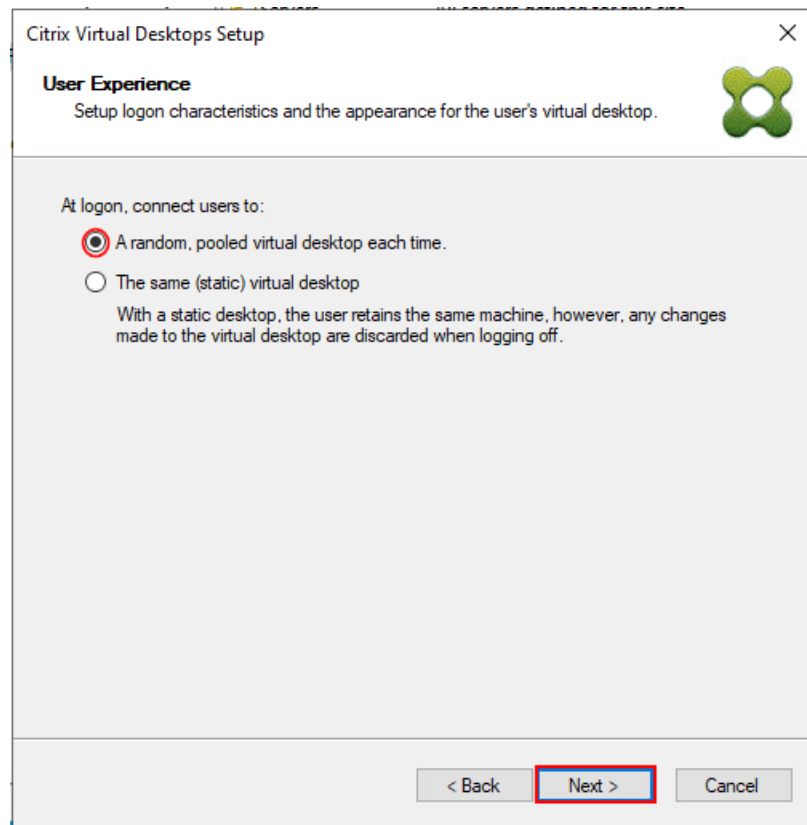 Citrix Virtual Desktops Setup
User Experience
Setup logon characteristics and the appearance for the user's virtual desktop.
At logon, connect users to:
A random, pooled virtual desktop each time.
The same (static) virtual desktop
With a static desktop, the user retains the same machine, however, any changes
made to the virtual desktop are discarded when logging off.
< Back Next > Cancel